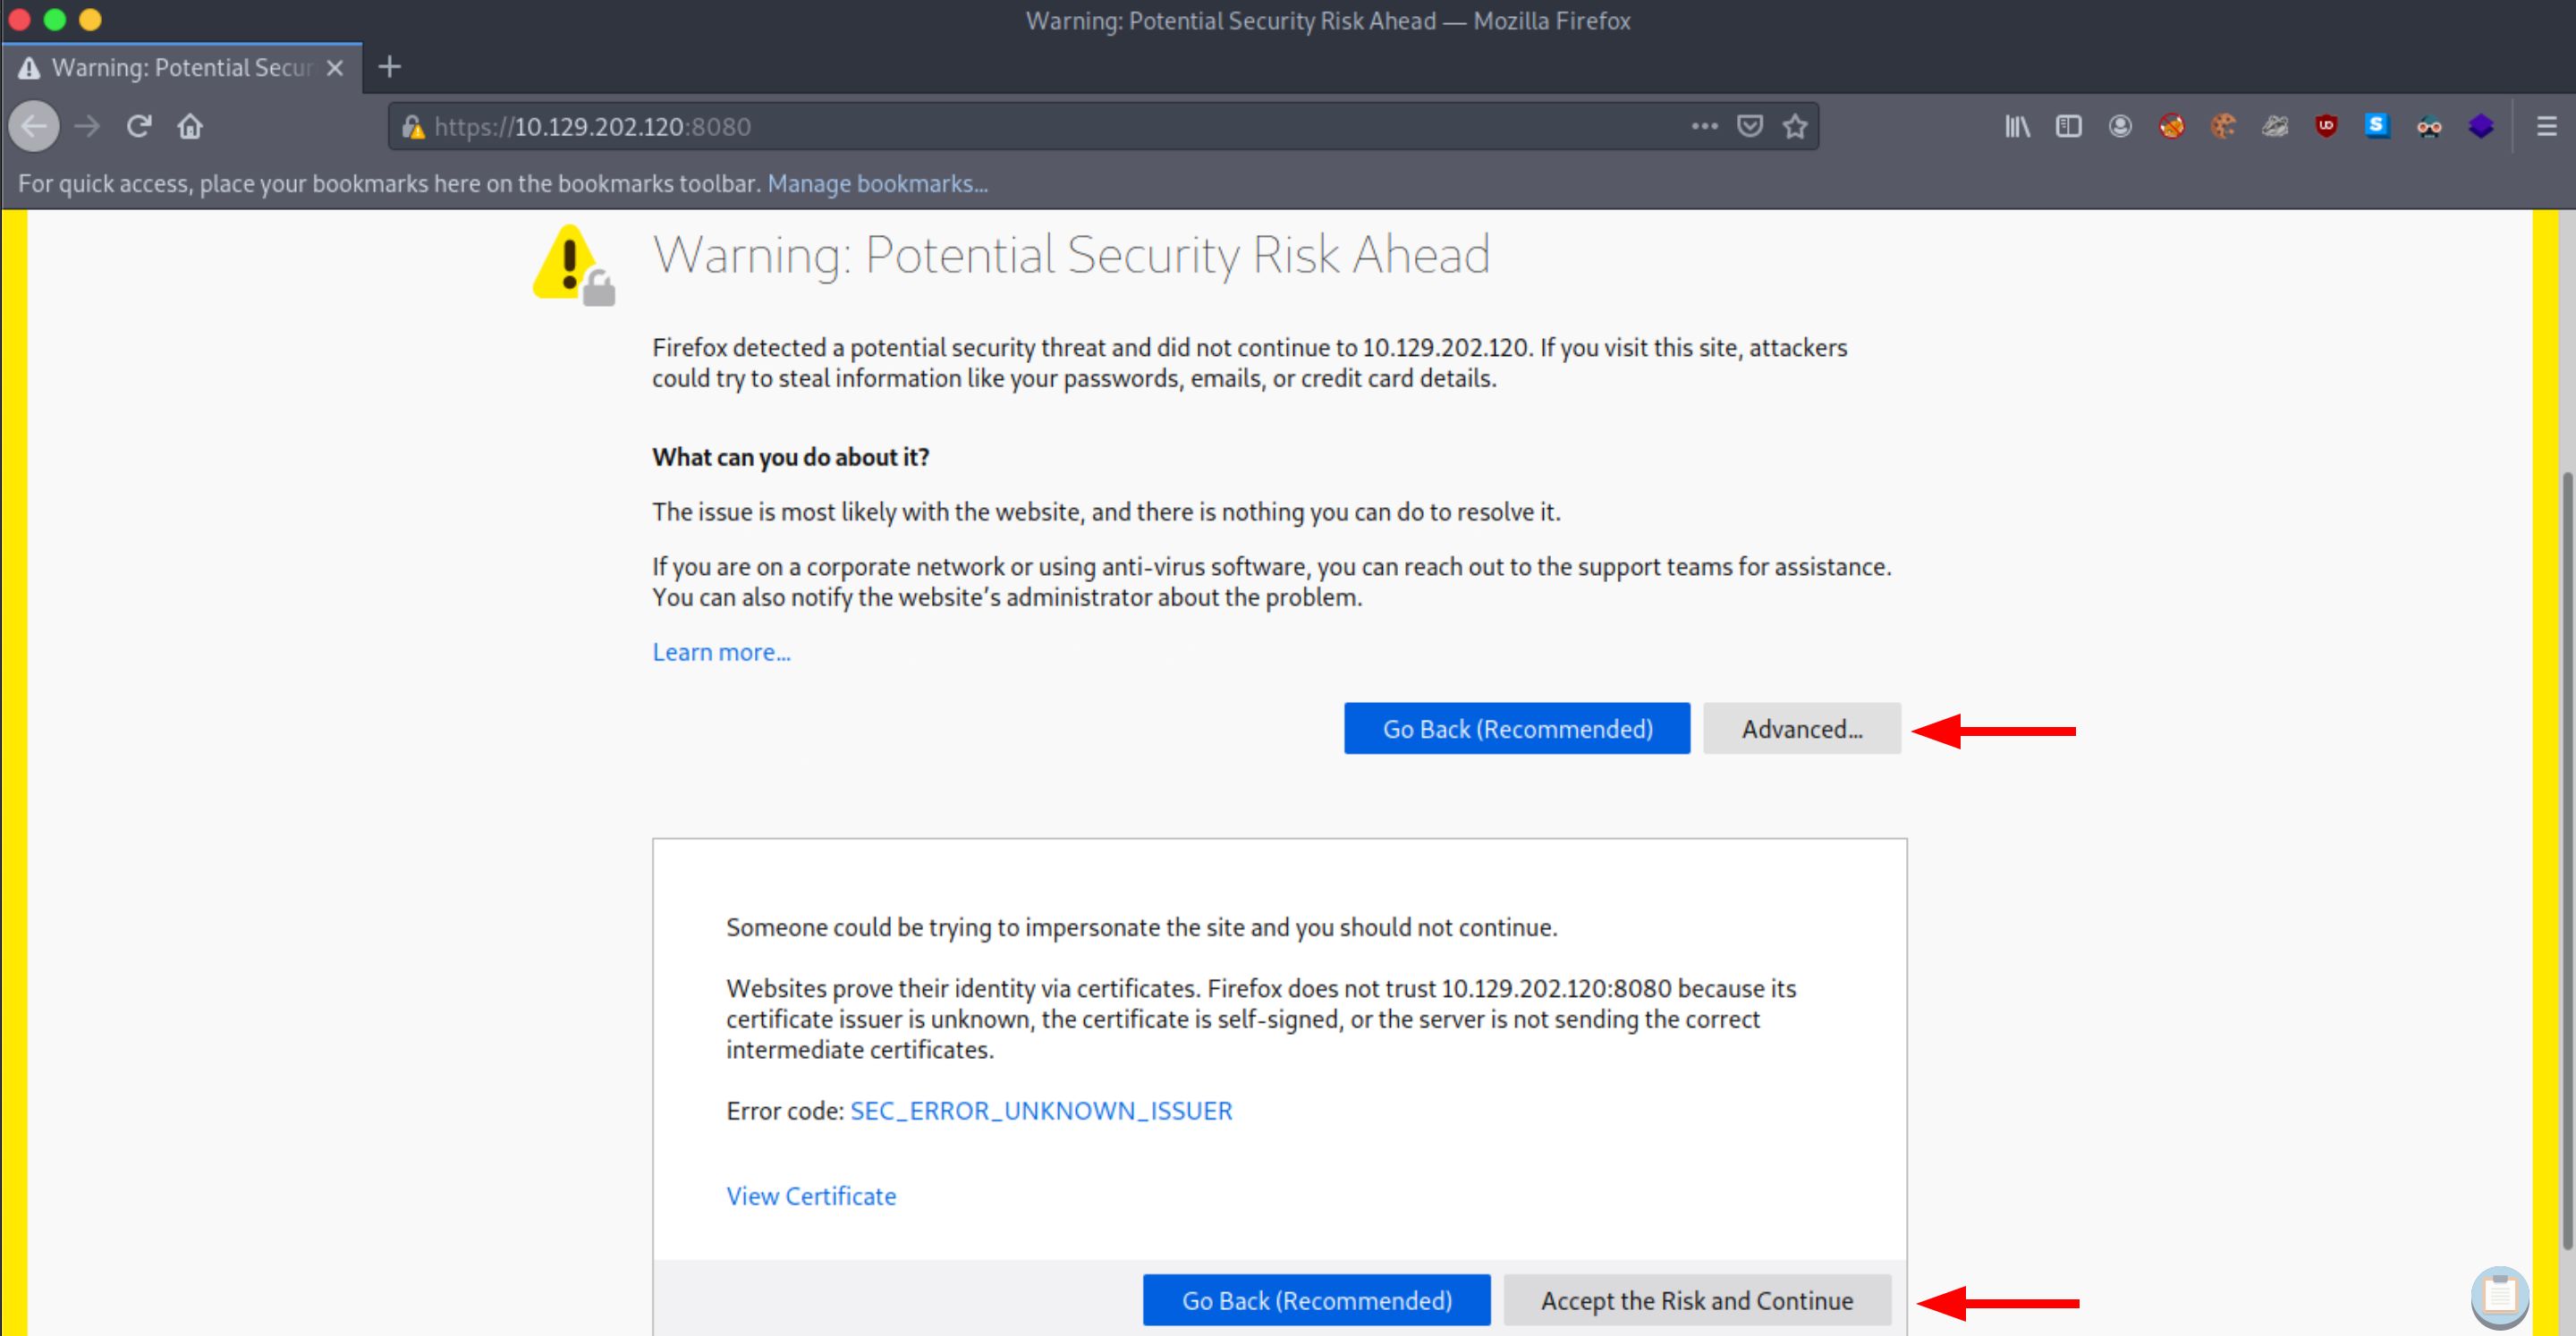 Warning: Potential Security Risk Ahead — Mozilla Firefox
Warning: Potential Secur
https://10.129.202.120:8080
For quick access, place your bookmarks here on the bookmarks toolbar. Manage bookmarks...
Warning: Potential Security Risk Ahead
Firefox detected a potential security threat and did not continue to 10.129.202.120. If you visit this site, attackers
could try to steal information like your passwords, emails, or credit card details.
What can you do about it?
The issue is most likely with the website, and there is nothing you can do to resolve it.
If you are on a corporate network or using anti-virus software, you can reach out to the support teams for assistance.
You can also notify the website’s administrator about the problem.
Learn more...
Go Back (Recommended) Advanced...
Someone could be trying to impersonate the site and you should not continue.
Websites prove their identity via certificates. Firefox does not trust 10.129.202.120:8080 because its
certificate issuer is unknown, the certificate is self-signed, or the server is not sending the correct
intermediate certificates.
Error code: SEC_ERROR_UNKNOWN_ISSUER
View Certificate
Go Back (Recommended) Accept the Risk and Continue